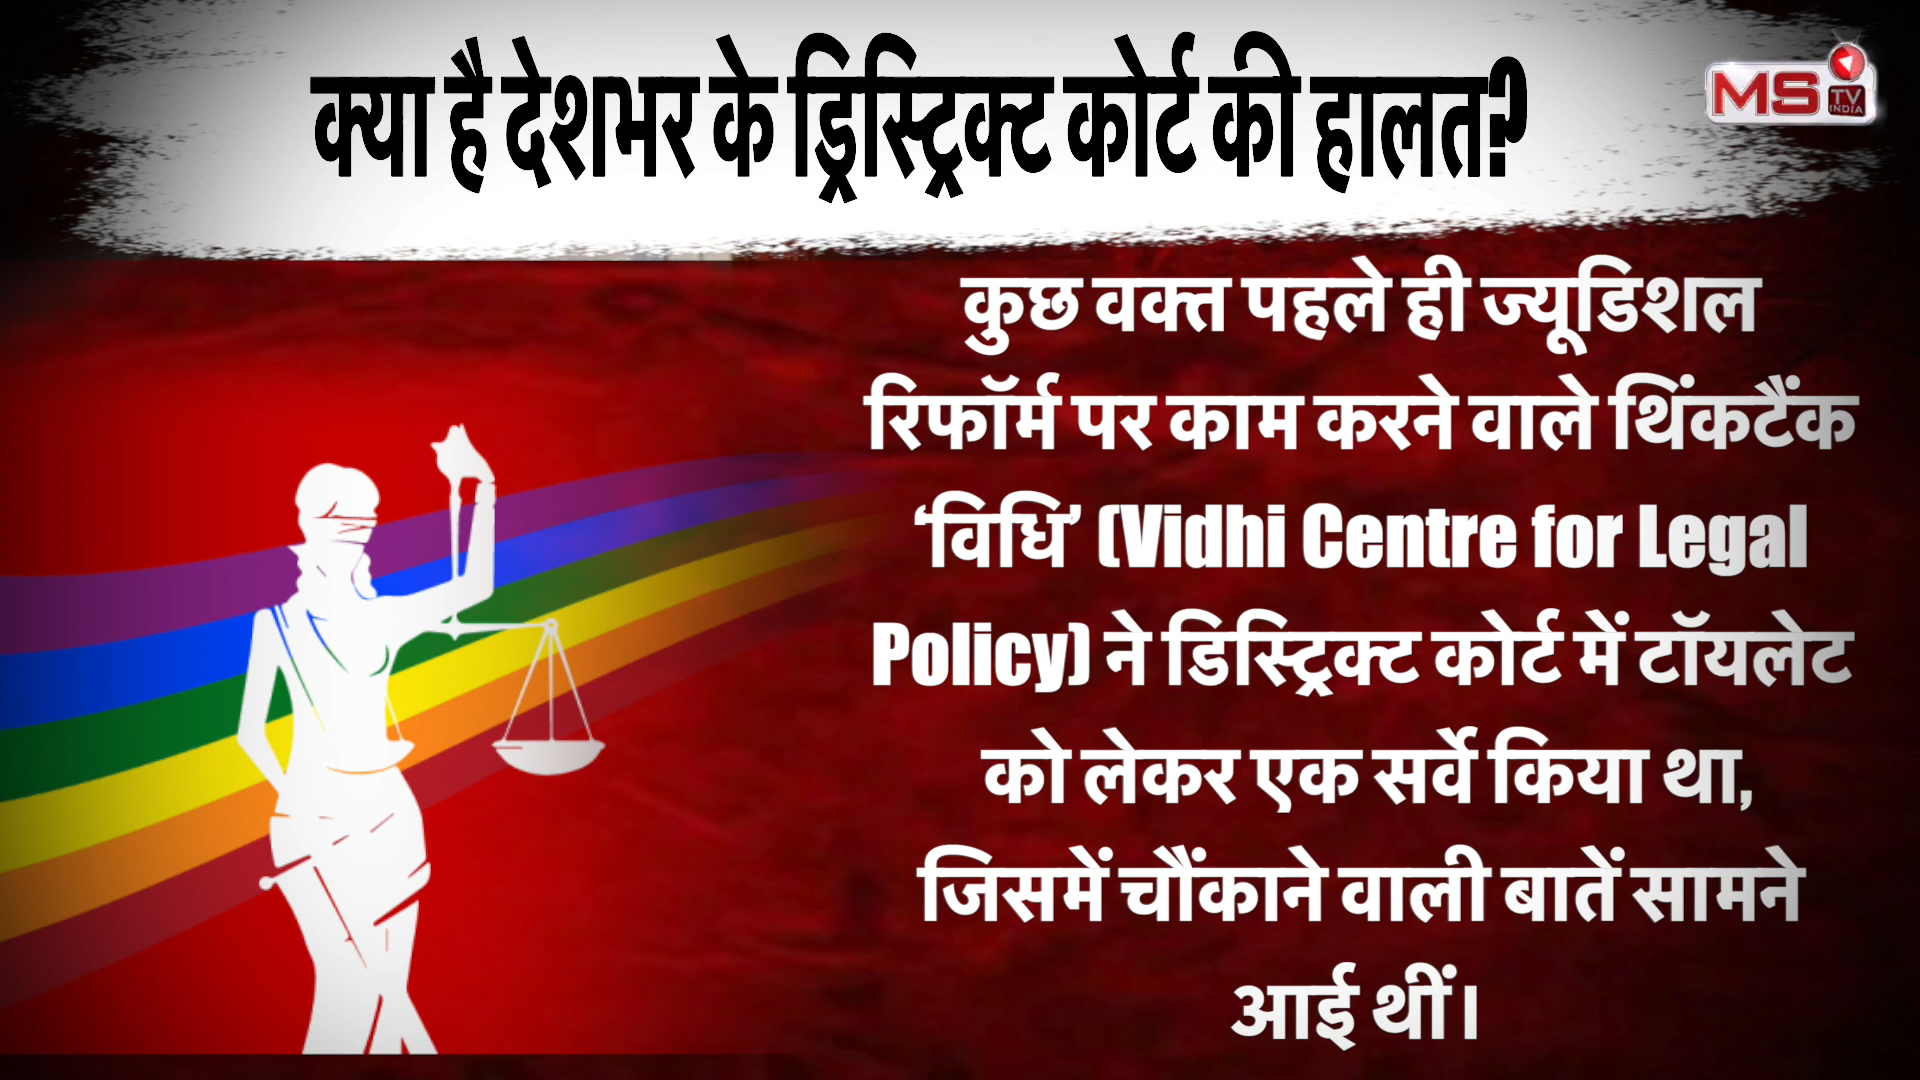 क्या है देशभर के ड्रिस्ट्रिक्ट कोर्ट की हालत?
MS
TV
INDIA
कुछ वक्त पहले ही ज्यूडिशल
रिफॉर्म पर काम करने वाले थिंकटैंक
‘विधि’ (Vidhi Centre for Legal
Policy) ने डिस्ट्रिक्ट कोर्ट में टॉयलेट
को लेकर एक सर्वे किया था,
जिसमें चौंकाने वाली बातें सामने
आई थीं।